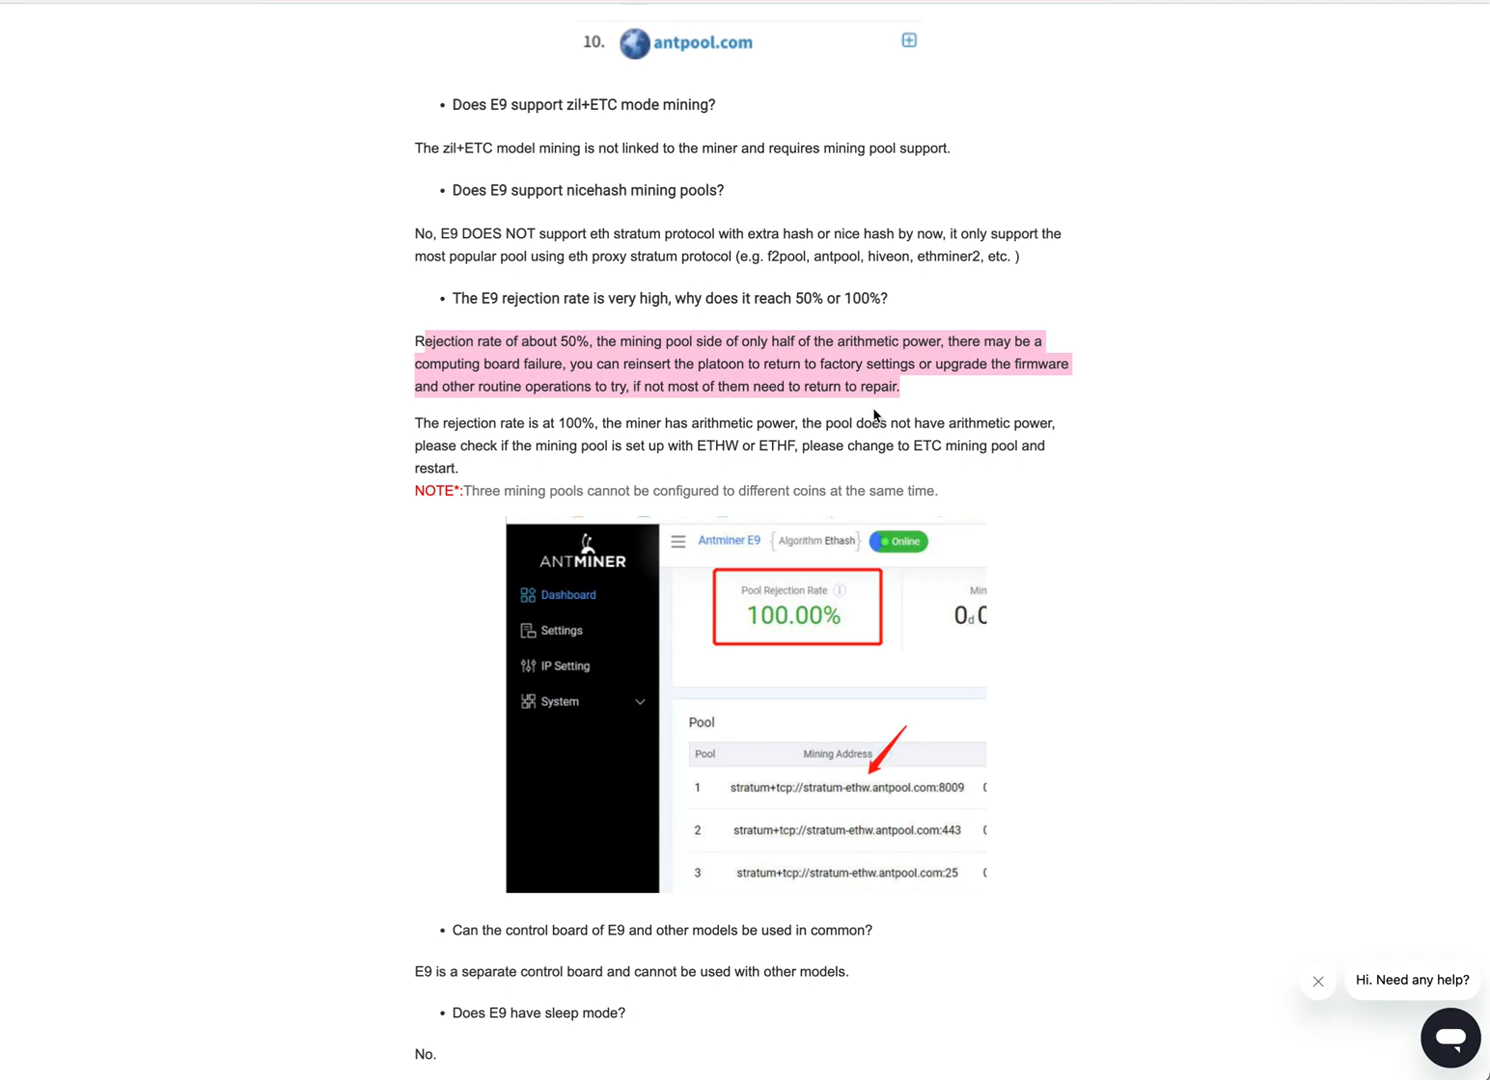 10. antpool.com
• Does E9 support zil+ETC mode mining?
The zil+ETC model mining is not linked to the miner and requires mining pool support.
• Does E9 support nicehash mining pools?
No, E9 DOES NOT support eth stratum protocol with extra hash or nice hash by now, it only support the
most popular pool using eth proxy stratum protocol (e.g. f2pool, antpool, hiveon, ethminer2, etc. )
• The E9 rejection rate is very high, why does it reach 50% or 100%?
Rejection rate of about 50%, the mining pool side of only half of the arithmetic power, there may be a
computing board failure, you can reinsert the platoon to return to factory settings or upgrade the firmware
and other routine operations to try, if not most of them need to return to repair.
The rejection rate is at 100%, the miner has arithmetic power, the pool does not have arithmetic power,
please check if the mining pool is set up with ETHW or ETHF, please change to ETC mining pool and
restart.
NOTE*:Three mining pools cannot be configured to different coins at the same time.
ANTMINER
Antminer E9 {Algorithm Ethash} Online
Dashboard
Settings
IP Setting
System
Pool Rejection Rate
100.00%
Min
0d 0
Pool
Pool Mining Address
1 stratum+tcp://stratum-ethw.antpool.com:8009
2 stratum+tcp://stratum-ethw.antpool.com:443
3 stratum+tcp://stratum-ethw.antpool.com:25
• Can the control board of E9 and other models be used in common?
E9 is a separate control board and cannot be used with other models.
• Does E9 have sleep mode?
No.
Hi. Need any help?